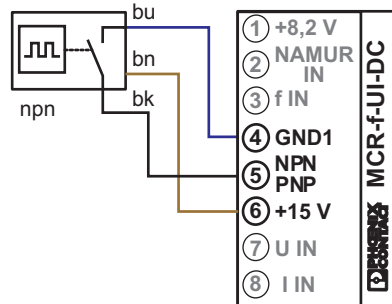 bu
bn
bk
npn
1 +8,2 V
2 NAMUR
IN
3 f IN
4 GND1
5 NPN
PNP
6 +15 V
7 U IN
8 I IN
MCR-f-UI-DC
PHŒNIX
CONTACT